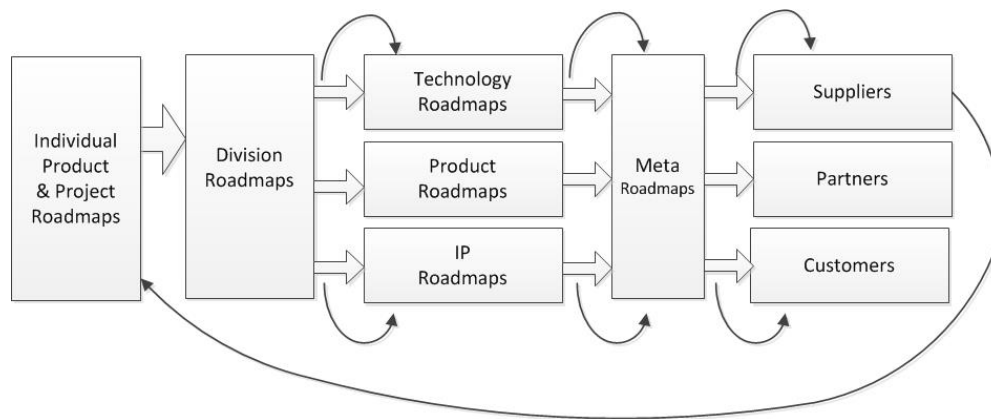 Individual
Product
& Project
Roadmaps
Division
Roadmaps
Technology
Roadmaps
Product
Roadmaps
IP
Roadmaps
Meta
Roadmaps
Suppliers
Partners
Customers